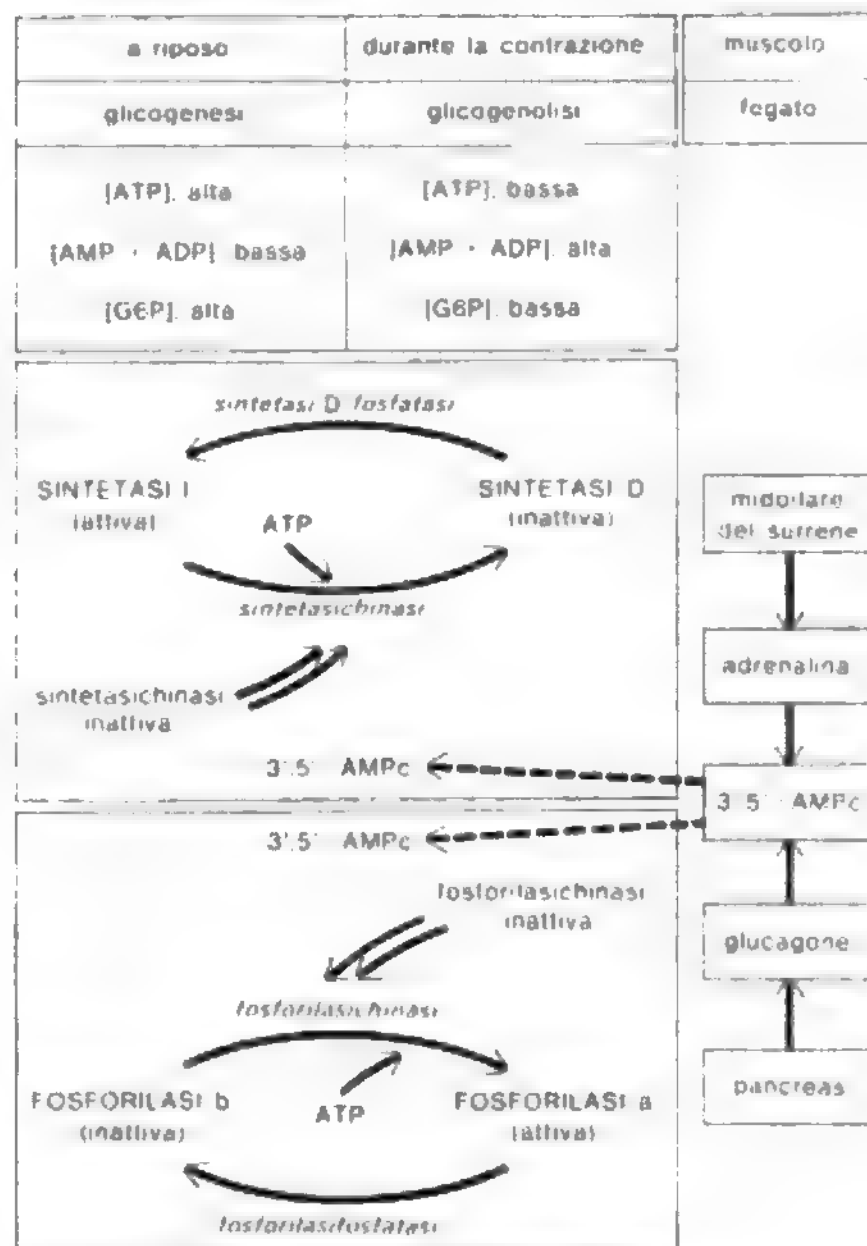 a riposo
durante la contrazione
muscolo
glicogenesi
glicogenolisi
fegato
[ATP]. alta
[ATP]. bassa
[AMP + ADP]. bassa
[AMP + ADP]. alta
[G6P]. alta
[G6P]. bassa
sintetasi D fosfatasi
SINTETASI I
(attiva)
SINTETASI D
(inattiva)
ATP
sintetasichinasi
sintetasichinasi
inattiva
3'.5' AMPc
midollare
del surrene
adrenalina
3'.5' AMPc
glucagone
pancreas
3'.5' AMPc
fosforilasichinasi
inattiva
fosforilasichinasi
FOSFORILASI b
(inattiva)
ATP
FOSFORILASI a
(attiva)
fosforilasifosfatasi